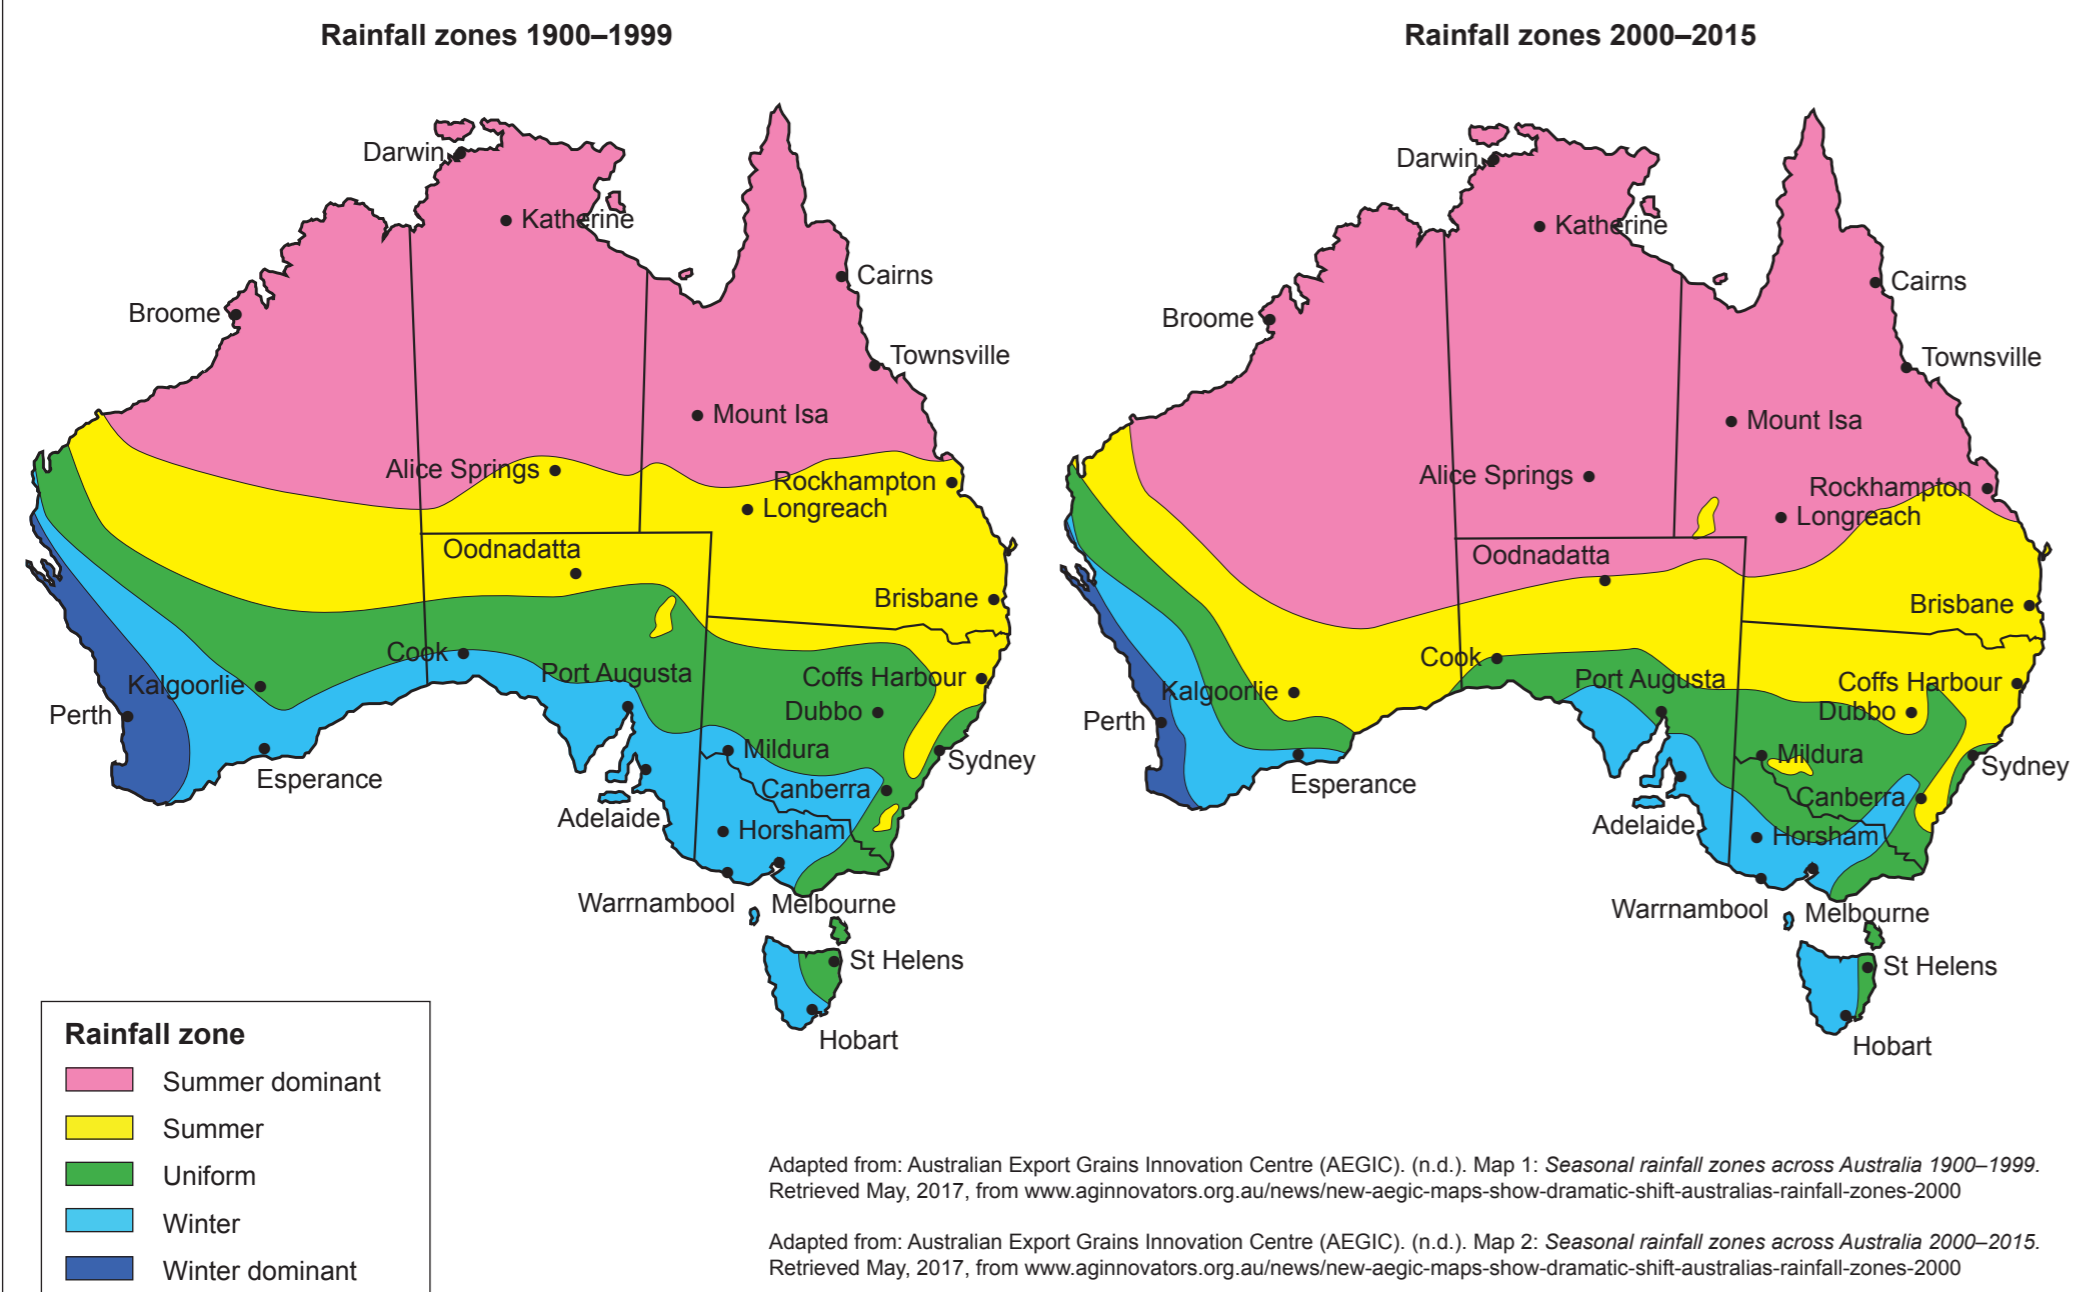 Rainfall zones 1900–1999
Darwin
Katherine
Cairns
Broome
Townsville
Mount Isa
Alice Springs
Rockhampton
Longreach
Oodnadatta
Brisbane
Cook
Port Augusta
Coffs Harbour
Kalgoorlie
Dubbo
Perth
Mildura
Sydney
Esperance
Canberra
Adelaide
Horsham
Warrnambool
Melbourne
St Helens
Hobart
Rainfall zones 2000–2015
Darwin
Katherine
Cairns
Broome
Townsville
Mount Isa
Alice Springs
Rockhampton
Longreach
Oodnadatta
Brisbane
Cook
Port Augusta
Coffs Harbour
Kalgoorlie
Dubbo
Perth
Mildura
Sydney
Esperance
Canberra
Adelaide
Horsham
Warrnambool
Melbourne
St Helens
Hobart
Rainfall zone
Summer dominant
Summer
Uniform
Winter
Winter dominant
Adapted from: Australian Export Grains Innovation Centre (AEGIC). (n.d.). Map 1: Seasonal rainfall zones across Australia 1900–1999.
Retrieved May, 2017, from www.aginnovators.org.au/news/new-aegic-maps-show-dramatic-shift-australias-rainfall-zones-2000
Adapted from: Australian Export Grains Innovation Centre (AEGIC). (n.d.). Map 2: Seasonal rainfall zones across Australia 2000–2015.
Retrieved May, 2017, from www.aginnovators.org.au/news/new-aegic-maps-show-dramatic-shift-australias-rainfall-zones-2000